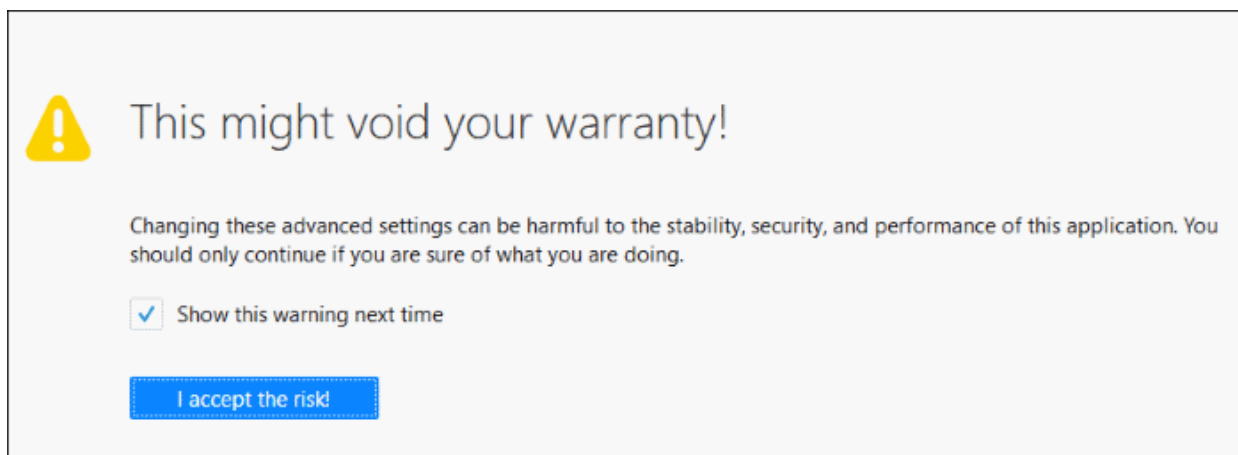 This might void your warranty!
Changing these advanced settings can be harmful to the stability, security, and performance of this application. You
should only continue if you are sure of what you are doing.
Show this warning next time
I accept the risk!